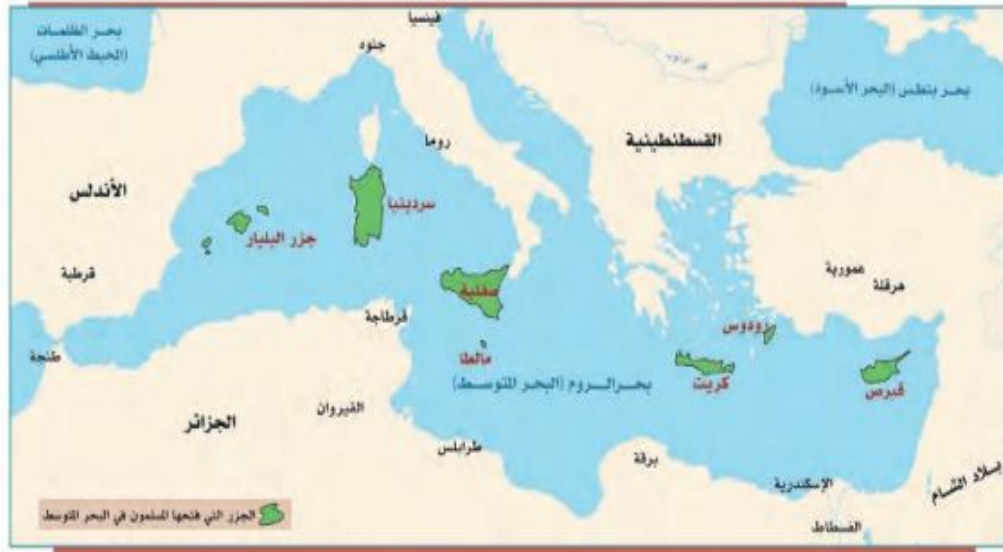 فينسيا
بحر الظلمات
(المحيط الأطلسي)
جنوه
بحر بنطس (البحر الأسود)
القسطنطينية
روما
الأندلس
سردينيا
جزر البليار
قرطبة
عمورية
هرقلة
صقلية
قرطاجة
رودوس
طنجة
مالطا
بحر الروم (البحر المتوسط)
كريت
قبرص
القيروان
الجزائر
طرابلس
برقة
الإسكندرية
بلاد الشام
الفسطاط
الجزر التي فتحها المسلمون في البحر المتوسط